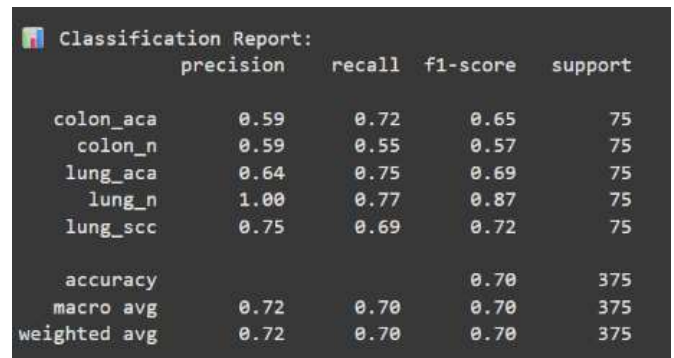 📊 Classification Report:
precision recall f1-score support
colon_aca 0.59 0.72 0.65 75
colon_n 0.59 0.55 0.57 75
lung_aca 0.64 0.75 0.69 75
lung_n 1.00 0.77 0.87 75
lung_scc 0.75 0.69 0.72 75
accuracy 0.70 375
macro avg 0.72 0.70 0.70 375
weighted avg 0.72 0.70 0.70 375